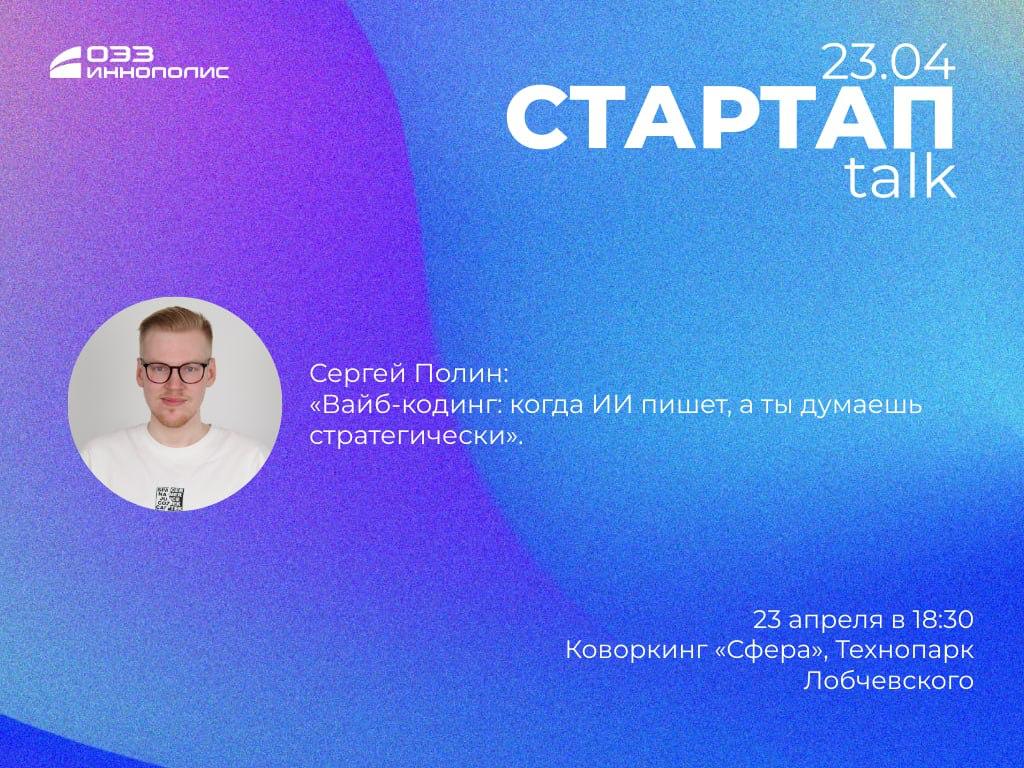 ОЭЗ
ИННОПОЛИС
23.04
СТАРТАП
talk
Сергей Полин:
«Вайб-кодинг: когда ИИ пишет, а ты думаешь
стратегически».
23 апреля в 18:30
Коворкинг «Сфера», Технопарк
Лобчевского